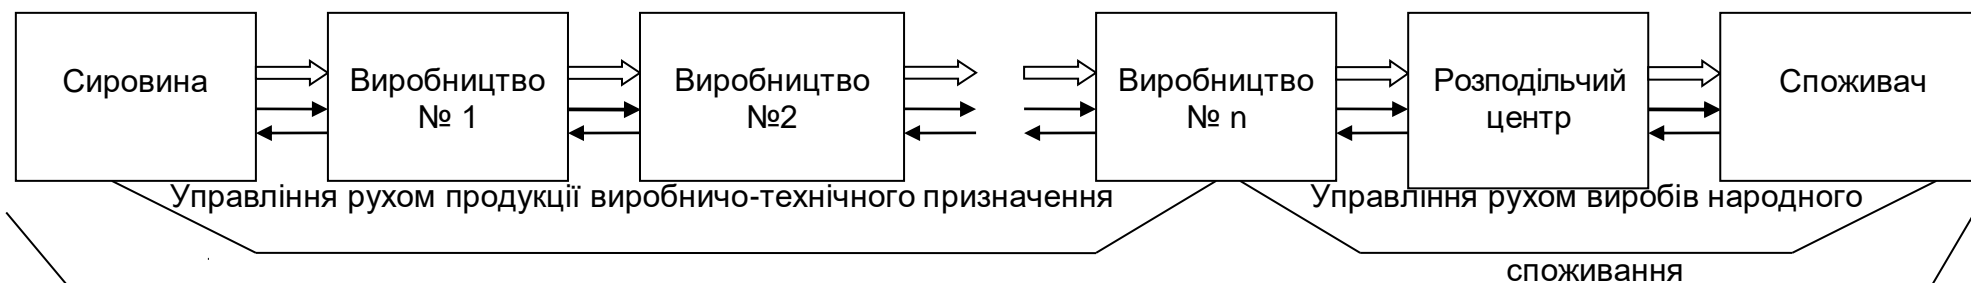 Сировина
Виробництво
№ 1
Виробництво
№2
Виробництво
№ n
Розподільчий
центр
Споживач
Управління рухом продукції виробничо-технічного призначення
Управління рухом виробів народного
споживання